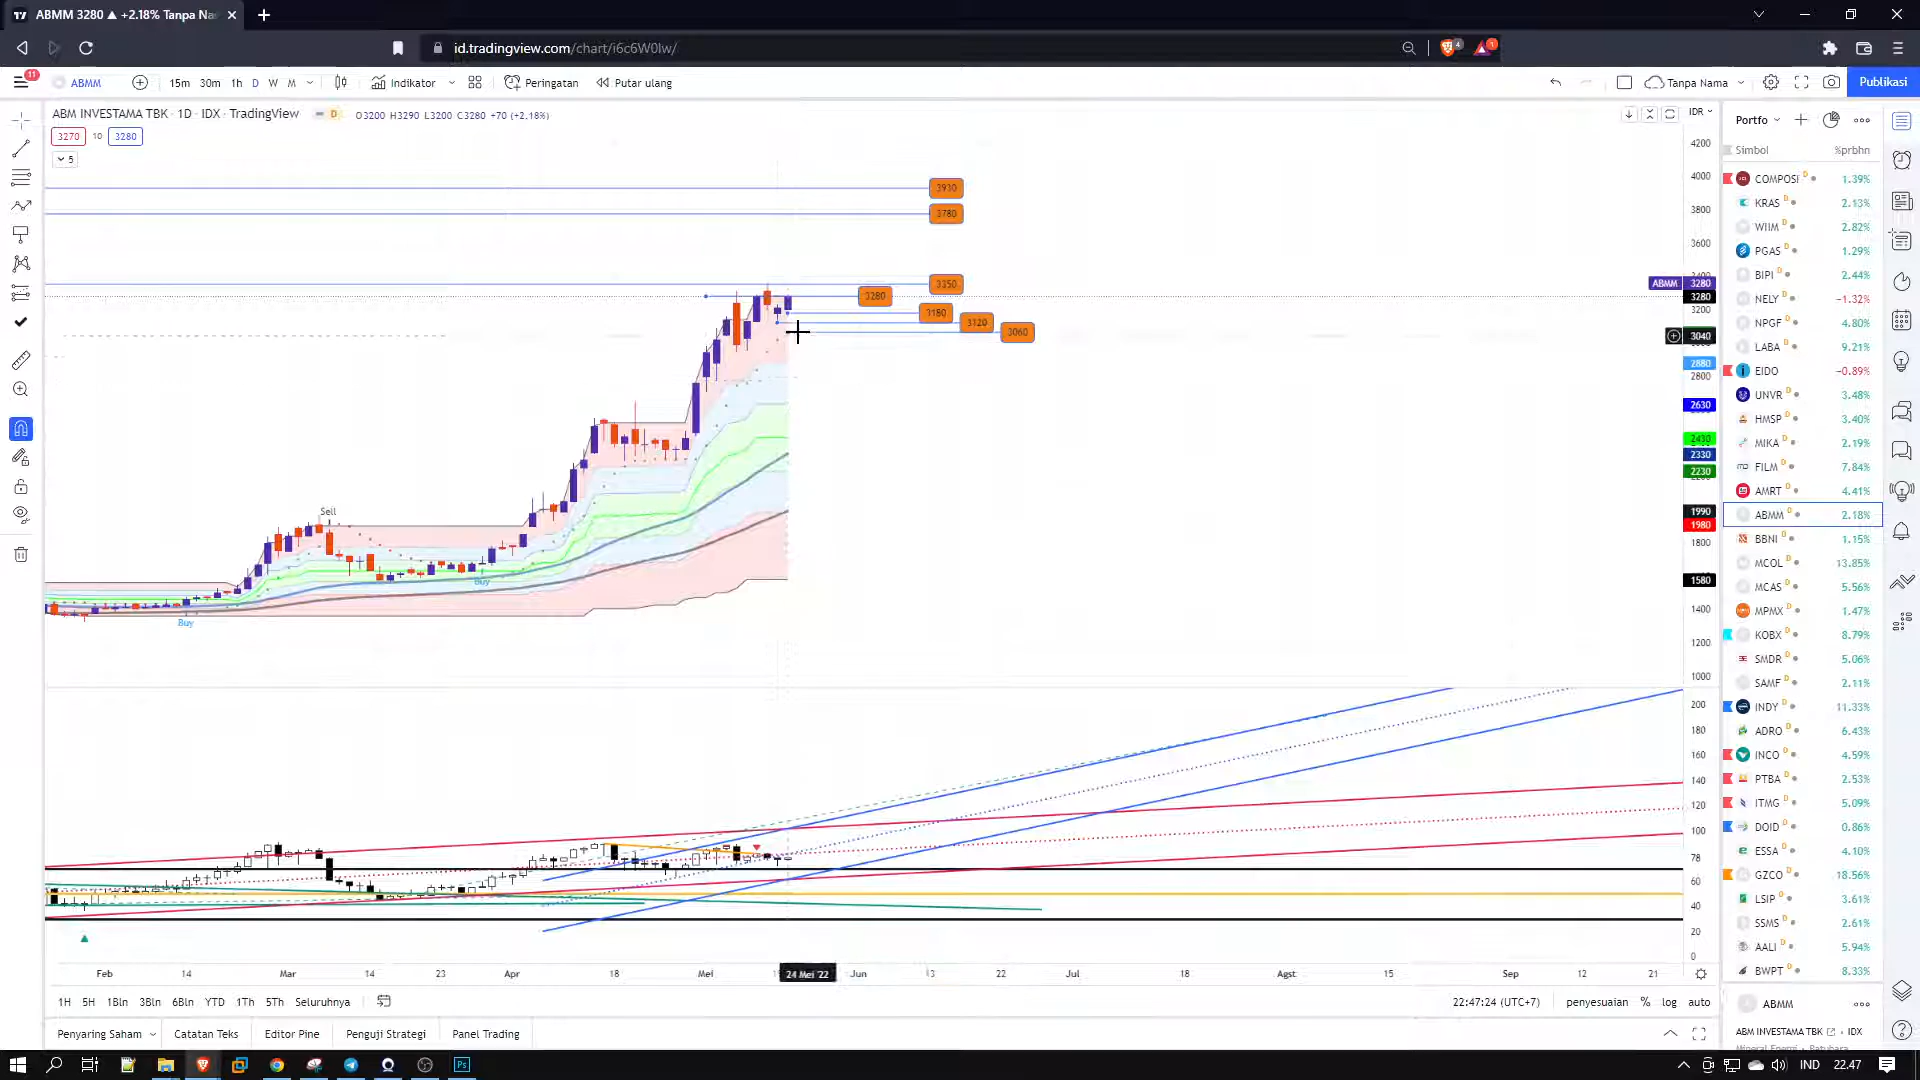 ABMM 3280 ▲ +2.18% Tanpa Na
id.tradingview.com/chart/i6c6W0Iw/
4
1
11
ABMM
15m 30m 1h D W M
Indikator
Peringatan
Putar ulang
Tanpa Nama
Publikasi
ABM INVESTAMA TBK · 1D · IDX · TradingView
D
O3200 H3290 L3200 C3280 +70 (+2.18%)
3270 10 3280
5
IDR
4200
4000
3800
3600
3200
2800
1800
1400
1200
1000
ABMM 3280
3280
3040
2880
2630
2430
2330
2230
1990
1980
1580
3930
3780
3350
3280
3180
3120
3060
Sell
Buy
Buy
200
180
160
140
120
100
78
60
40
20
0
Feb 14 Mar 14 23 Apr 18 Mei 24 Mei '22 Jun 13 22 Jul 18 Agst 15 Sep 12 21
1H 5H 1Bln 3Bln 6Bln YTD 1Th 5Th Seluruhnya
22:47:24 (UTC+7) penyesuaian % log auto
Penyaring Saham Catatan Teks Editor Pine Penguji Strategi Panel Trading
Portfo
Simbol %prbhn
COMPOSI D 1.39%
KRAS D 2.13%
WIIM D 2.82%
PGAS D 1.29%
BIPI D 2.44%
NELY D −1.32%
NPGF D 4.80%
LABA D 9.21%
EIDO −0.89%
UNVR D 3.48%
HMSP D 3.40%
MIKA D 2.19%
FILM D 7.84%
AMRT D 4.41%
ABMM D 2.18%
BBNI D 1.15%
MCOL D 13.85%
MCAS D 5.56%
MPMX D 1.47%
KOBX D 8.79%
SMDR D 5.06%
SAMF D 2.11%
INDY D 11.33%
ADRO D 6.43%
INCO D 4.59%
PTBA D 2.53%
ITMG D 5.09%
DOID D 0.86%
ESSA D 4.10%
GZCO D 18.56%
LSIP D 3.61%
SSMS D 2.61%
AALI D 5.94%
BWPT D 8.33%
ABMM
ABM INVESTAMA TBK · IDX
Ps
IND 22.47